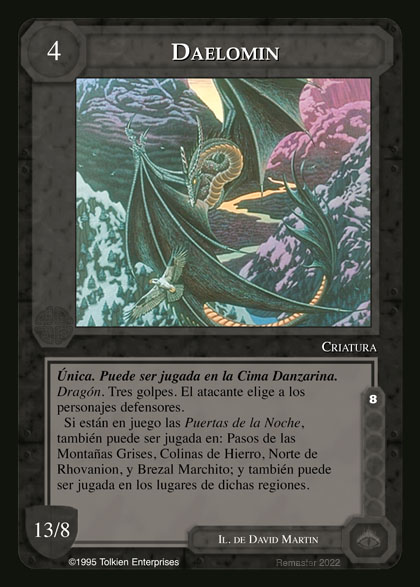 4
DAELOMIN
CRIATURA
Única. Puede ser jugada en la Cima Danzarina.
Dragón. Tres golpes. El atacante elige a los
personajes defensores.
Si están en juego las Puertas de la Noche,
también puede ser jugada en: Pasos de las
Montañas Grises, Colinas de Hierro, Norte de
Rhovanion, y Brezal Marchito; y también puede
ser jugada en los lugares de dichas regiones.
8
13/8
IL. DE DAVID MARTIN
©1995 Tolkien Enterprises
Remaster 2022